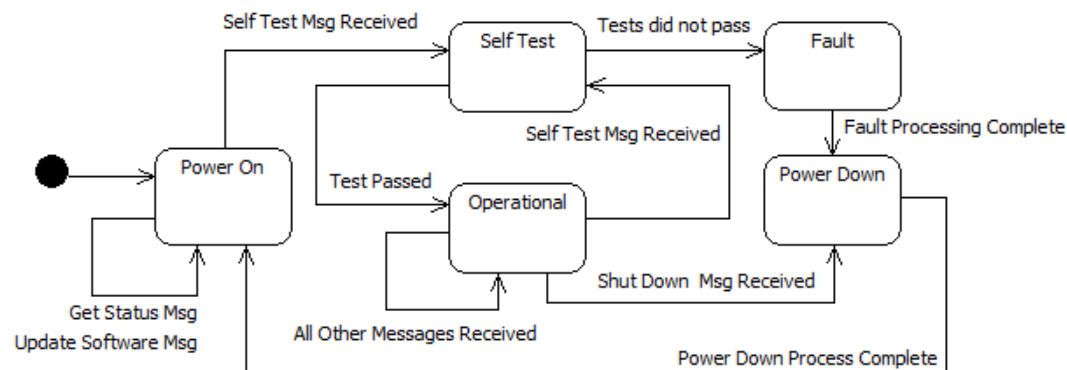 Self Test Msg Received
Self Test
Tests did not pass
Fault
Self Test Msg Received
Fault Processing Complete
Power On
Power Down
Test Passed
Operational
Shut Down Msg Received
Get Status Msg
Update Software Msg
All Other Messages Received
Power Down Process Complete